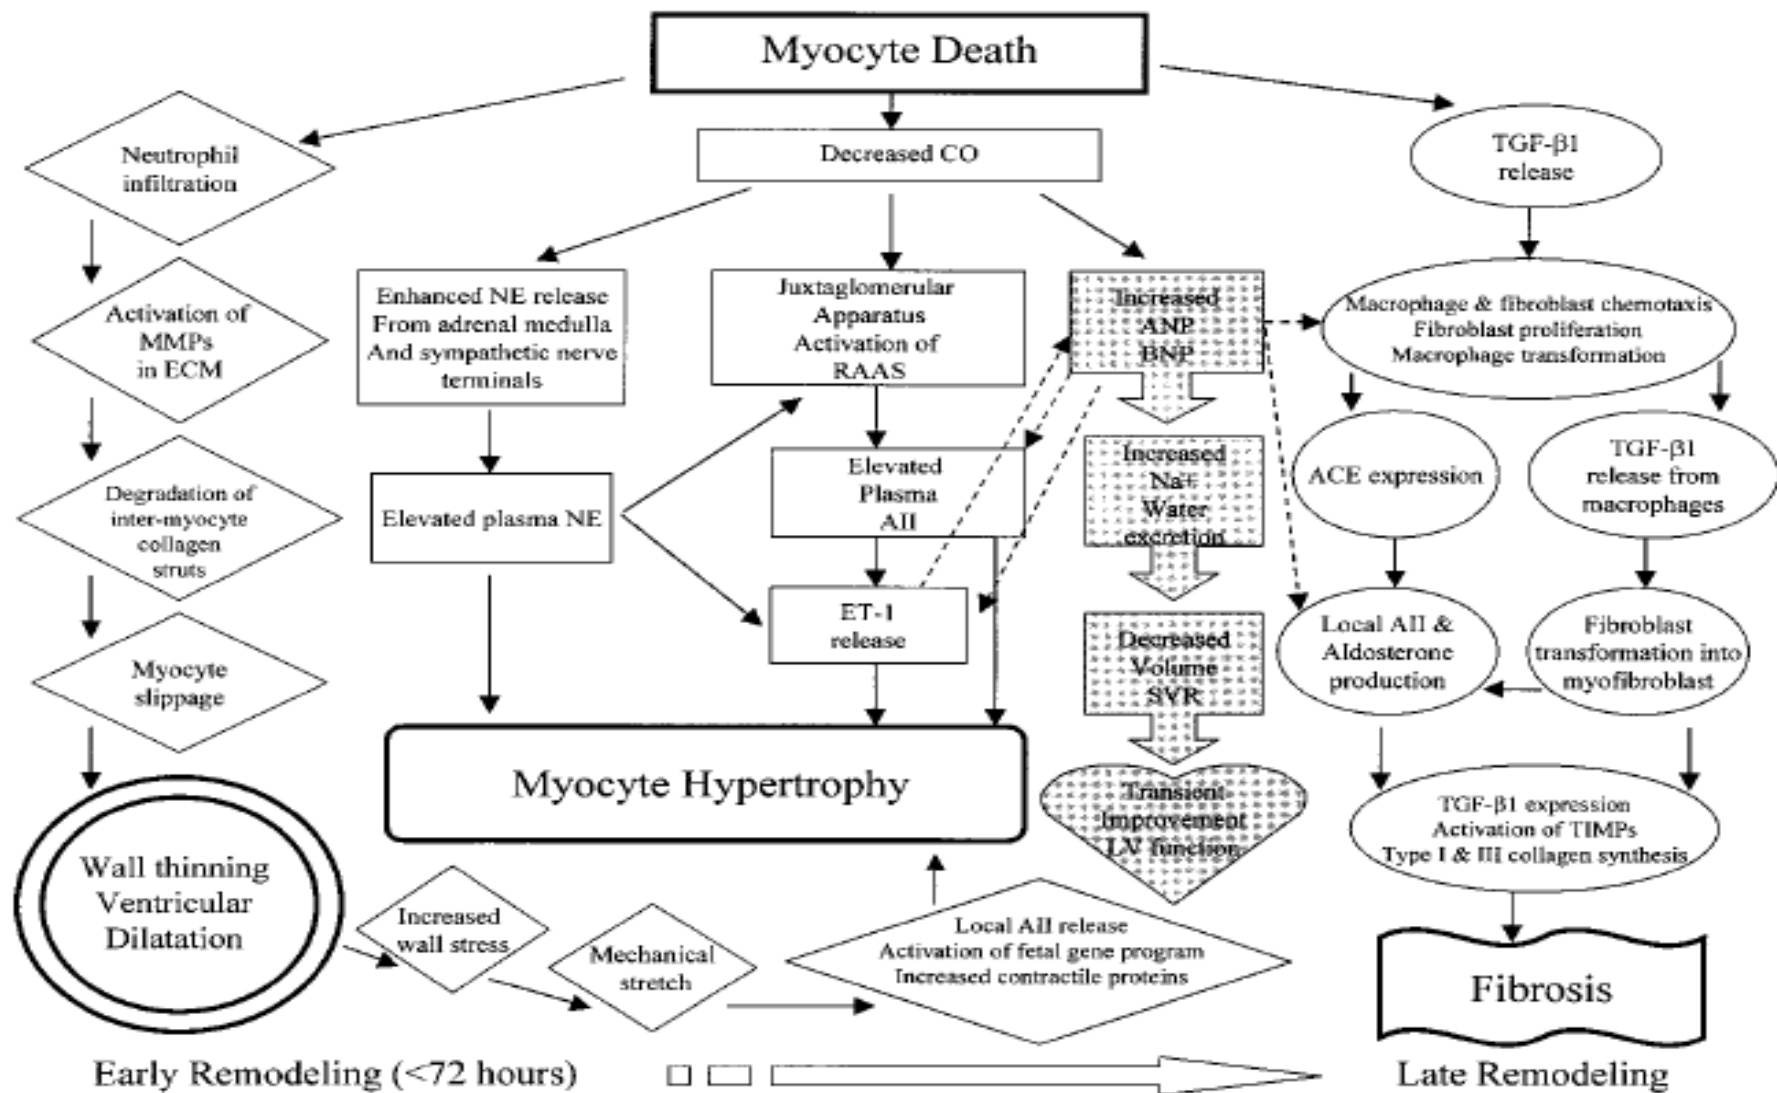 Myocyte Death
Neutrophil
infiltration
Activation of
MMPs
in ECM
Degradation of
inter-myocyte
collagen
struts
Myocyte
slippage
Wall thinning
Ventricular
Dilatation
Increased
wall stress
Mechanical
stretch
Local AII release
Activation of fetal gene program
Increased contractile proteins
Decreased CO
Enhanced NE release
From adrenal medulla
And sympathetic nerve
terminals
Elevated plasma NE
Juxtaglomerular
Apparatus
Activation of
RAAS
Elevated
Plasma
AII
ET-1
release
Myocyte Hypertrophy
Increased
ANP
BNP
Increased
Na+
Water
excretion
Decreased
Volume
SVR
Transient
Improvement
LV function
TGF-β1
release
Macrophage & fibroblast chemotaxis
Fibroblast proliferation
Macrophage transformation
ACE expression
TGF-β1
release from
macrophages
Local AII &
Aldosterone
production
Fibroblast
transformation into
myofibroblast
TGF-β1 expression
Activation of TIMPs
Type I & III collagen synthesis
Fibrosis
Early Remodeling (<72 hours)
Late Remodeling